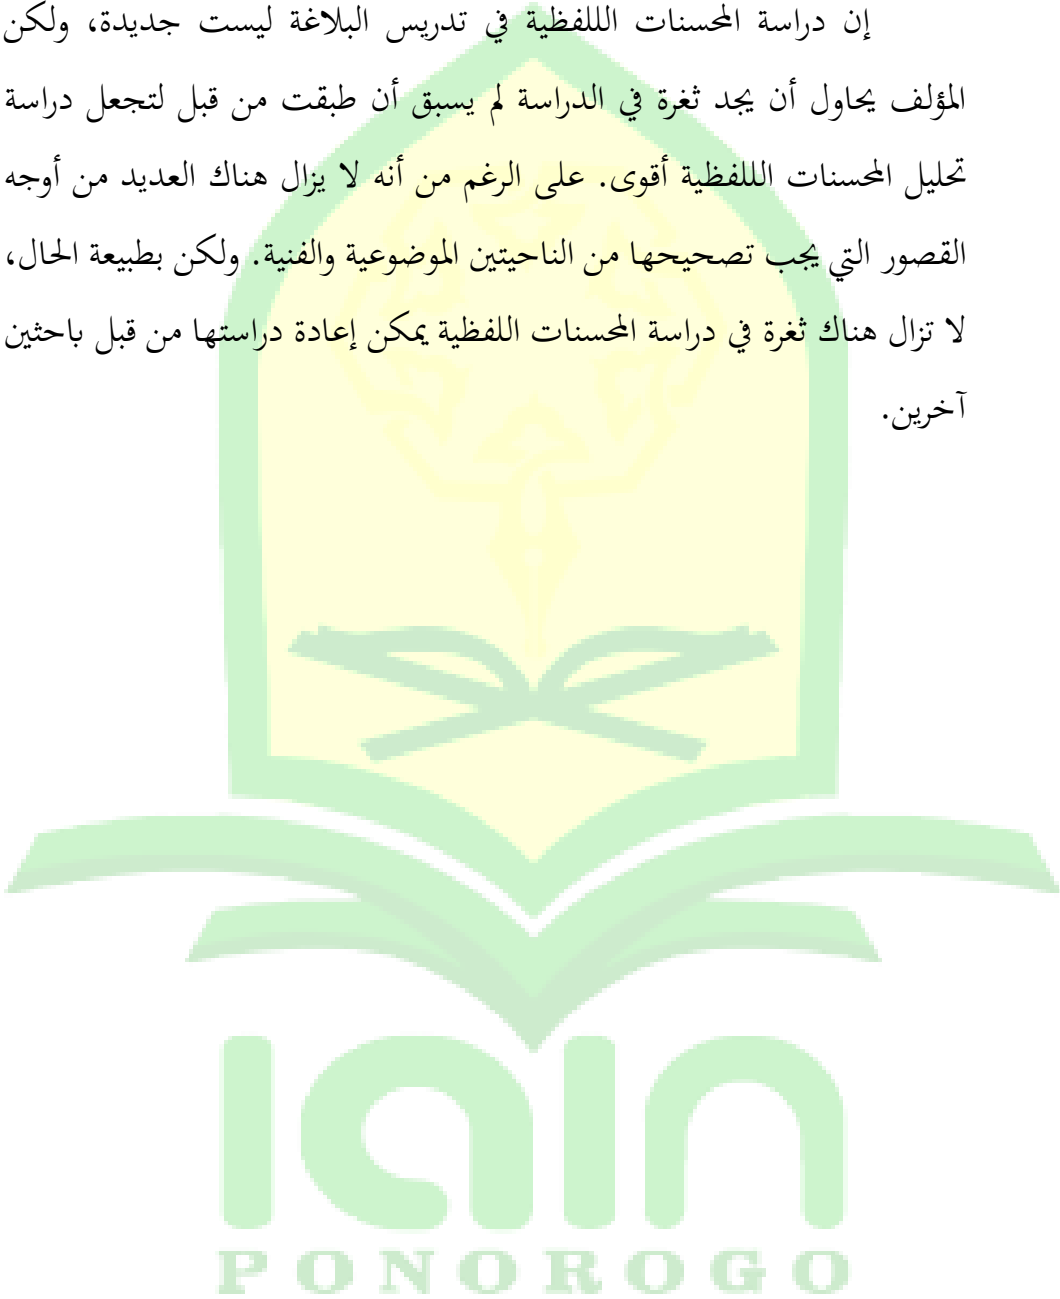 إن دراسة المحسنات الللفظية في تدريس البلاغة ليست جديدة، ولكن
المؤلف يحاول أن يجد ثغرة في الدراسة لم يسبق أن طبقت من قبل لتجعل دراسة
تحليل المحسنات الللفظية أقوى. على الرغم من أنه لا يزال هناك العديد من أوجه
القصور التي يجب تصحيحها من الناحيتين الموضوعية والفنية. ولكن بطبيعة الحال،
لا تزال هناك ثغرة في دراسة المحسنات اللفظية يمكن إعادة دراستها من قبل باحثين
آخرين.
iain
PONOROGO